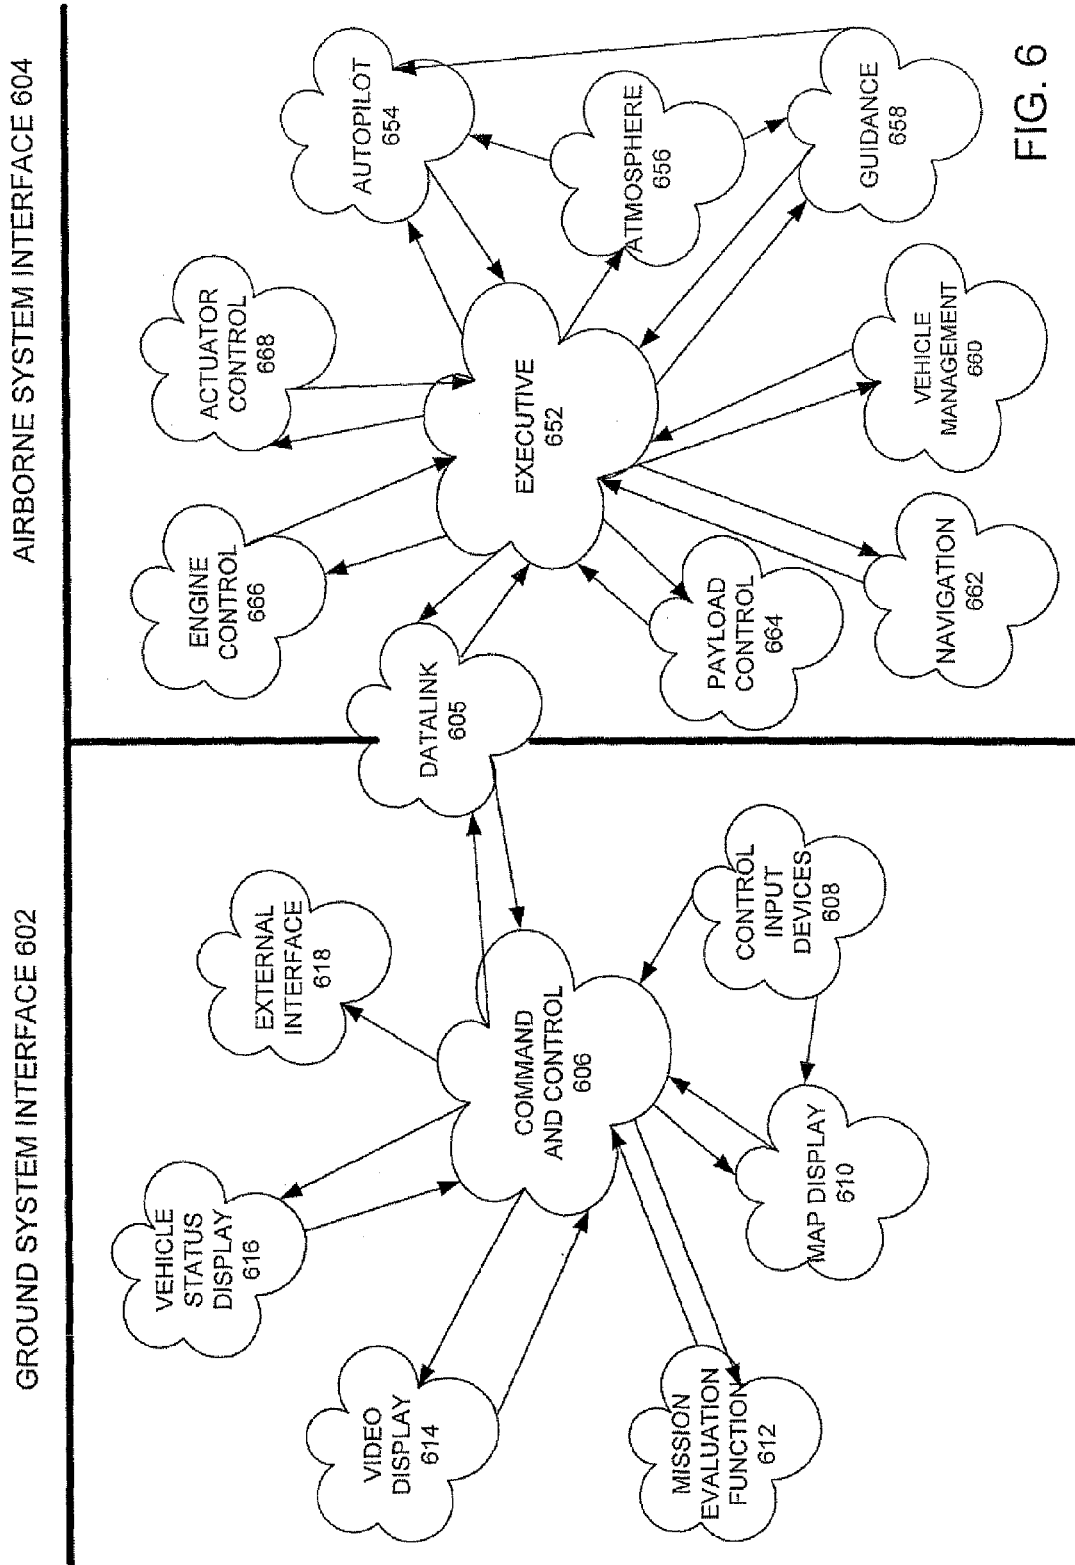 GROUND SYSTEM INTERFACE 602
AIRBORNE SYSTEM INTERFACE 604
VEHICLE
STATUS
DISPLAY
616
EXTERNAL
INTERFACE
618
VIDEO
DISPLAY
614
COMMAND
AND CONTROL
606
MISSION
EVALUATION
FUNCTION
612
MAP DISPLAY
610
CONTROL
INPUT
DEVICES
608
DATALINK
605
ENGINE
CONTROL
666
ACTUATOR
CONTROL
668
AUTOPILOT
654
EXECUTIVE
652
ATMOSPHERE
656
PAYLOAD
CONTROL
664
NAVIGATION
662
VEHICLE
MANAGEMENT
660
GUIDANCE
658
FIG. 6